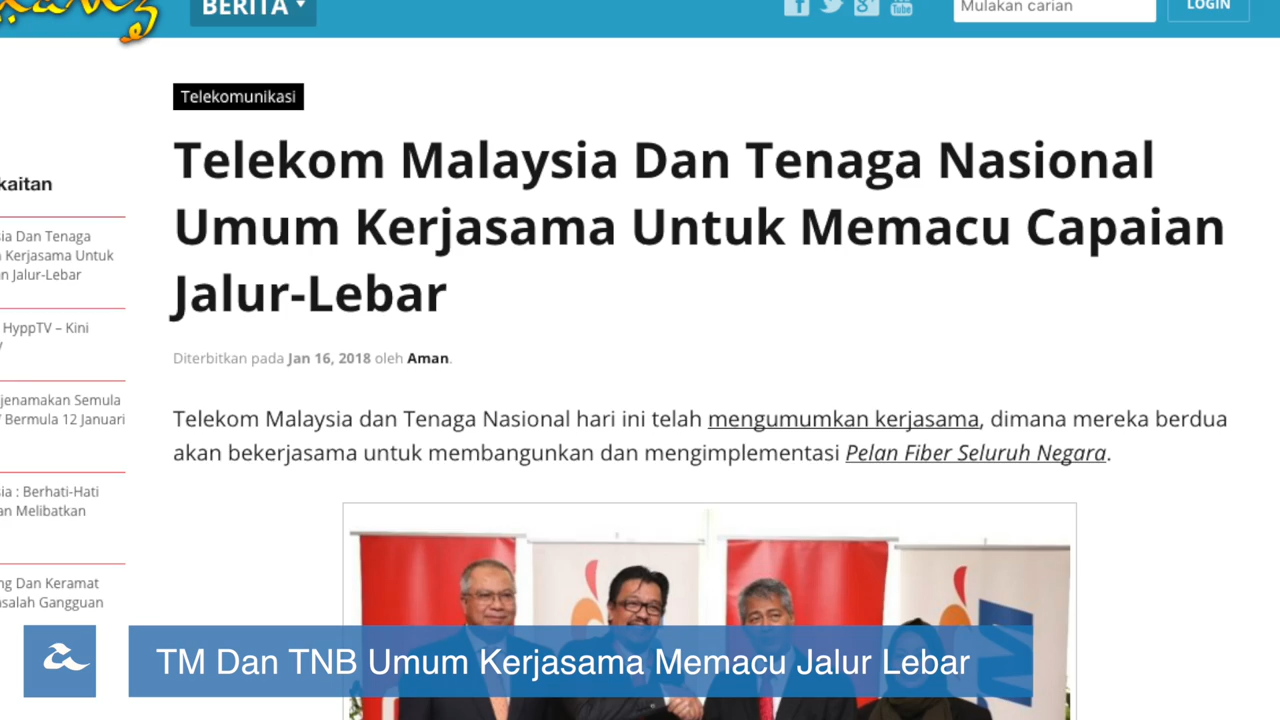 BERITA
Mulakan carian
LOGIN
Telekomunikasi
Telekom Malaysia Dan Tenaga Nasional
Umum Kerjasama Untuk Memacu Capaian
Jalur-Lebar
Diterbitkan pada Jan 16, 2018 oleh Aman.
Telekom Malaysia dan Tenaga Nasional hari ini telah mengumumkan kerjasama, dimana mereka berdua
akan bekerjasama untuk membangunkan dan mengimplementasi Pelan Fiber Seluruh Negara.
kaitan
sia Dan Tenaga
Kerjasama Untuk
n Jalur-Lebar
HyppTV – Kini
jenamakan Semula
Bermula 12 Januari
sia : Berhati-Hati
an Melibatkan
ng Dan Keramat
asalah Gangguan
TM Dan TNB Umum Kerjasama Memacu Jalur Lebar